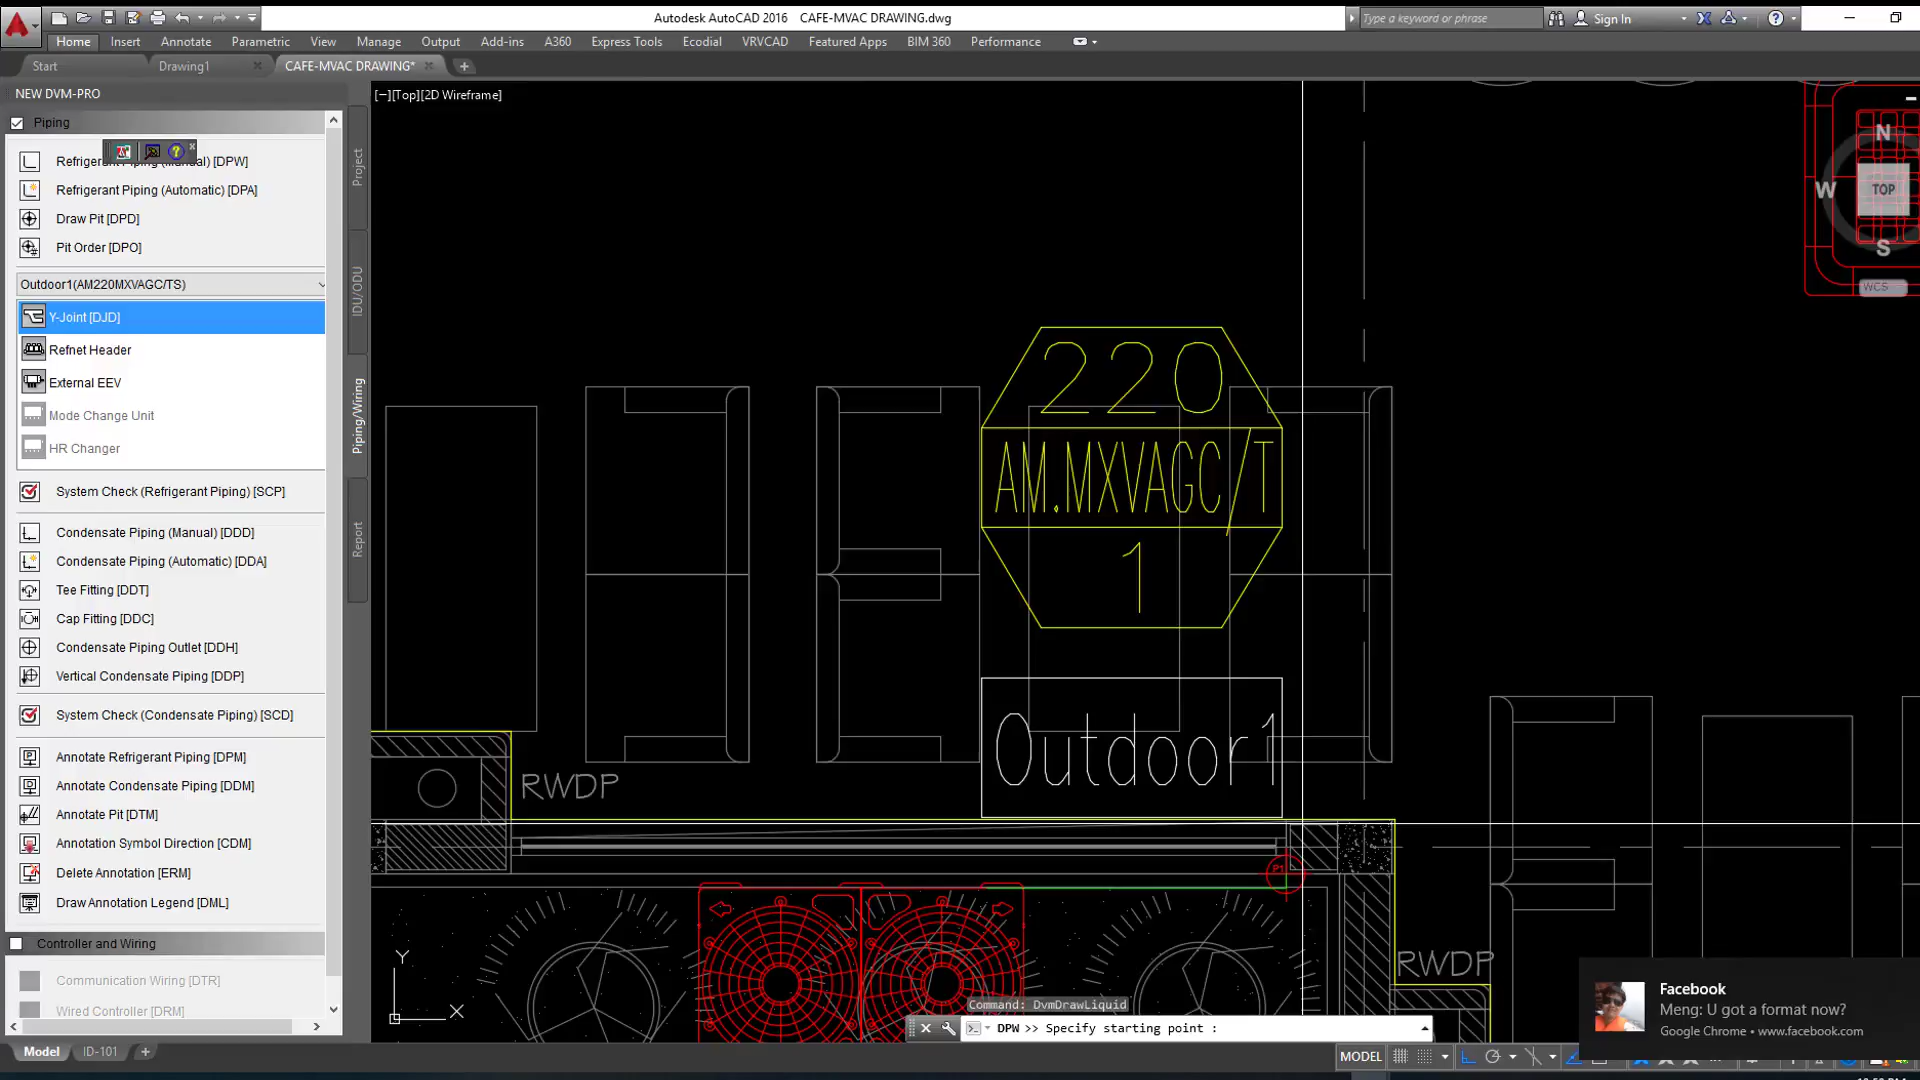 Autodesk AutoCAD 2016 CAFE-MVAC DRAWING.dwg
Type a keyword or phrase
Sign In
Home Insert Annotate Parametric View Manage Output Add-ins A360 Express Tools Ecodial VRVCAD Featured Apps BIM 360 Performance
Start Drawing1 CAFE-MVAC DRAWING*
NEW DVM-PRO
[−][Top][2D Wireframe]
Piping
Refrigerant Piping (Manual) [DPW]
Refrigerant Piping (Automatic) [DPA]
Draw Pit [DPD]
Pit Order [DPO]
Outdoor1(AM220MXVAGC/TS)
Y-Joint [DJD]
Refnet Header
External EEV
Mode Change Unit
HR Changer
System Check (Refrigerant Piping) [SCP]
Condensate Piping (Manual) [DDD]
Condensate Piping (Automatic) [DDA]
Tee Fitting [DDT]
Cap Fitting [DDC]
Condensate Piping Outlet [DDH]
Vertical Condensate Piping [DDP]
System Check (Condensate Piping) [SCD]
Annotate Refrigerant Piping [DPM]
Annotate Condensate Piping [DDM]
Annotate Pit [DTM]
Annotation Symbol Direction [CDM]
Delete Annotation [ERM]
Draw Annotation Legend [DML]
Controller and Wiring
Communication Wiring [DTR]
Wired Controller [DRM]
Project
IDU/ODU
Piping/Wiring
Report
220
AM.MXVAGC/T
1
Outdoor1
RWDP
P1
RWDP
N
W
TOP
S
WCS
Y
X
Command: DvmDrawLiquid
DPW >> Specify starting point :
Facebook
Meng: U got a format now?
Google Chrome • www.facebook.com
Model ID-101
MODEL